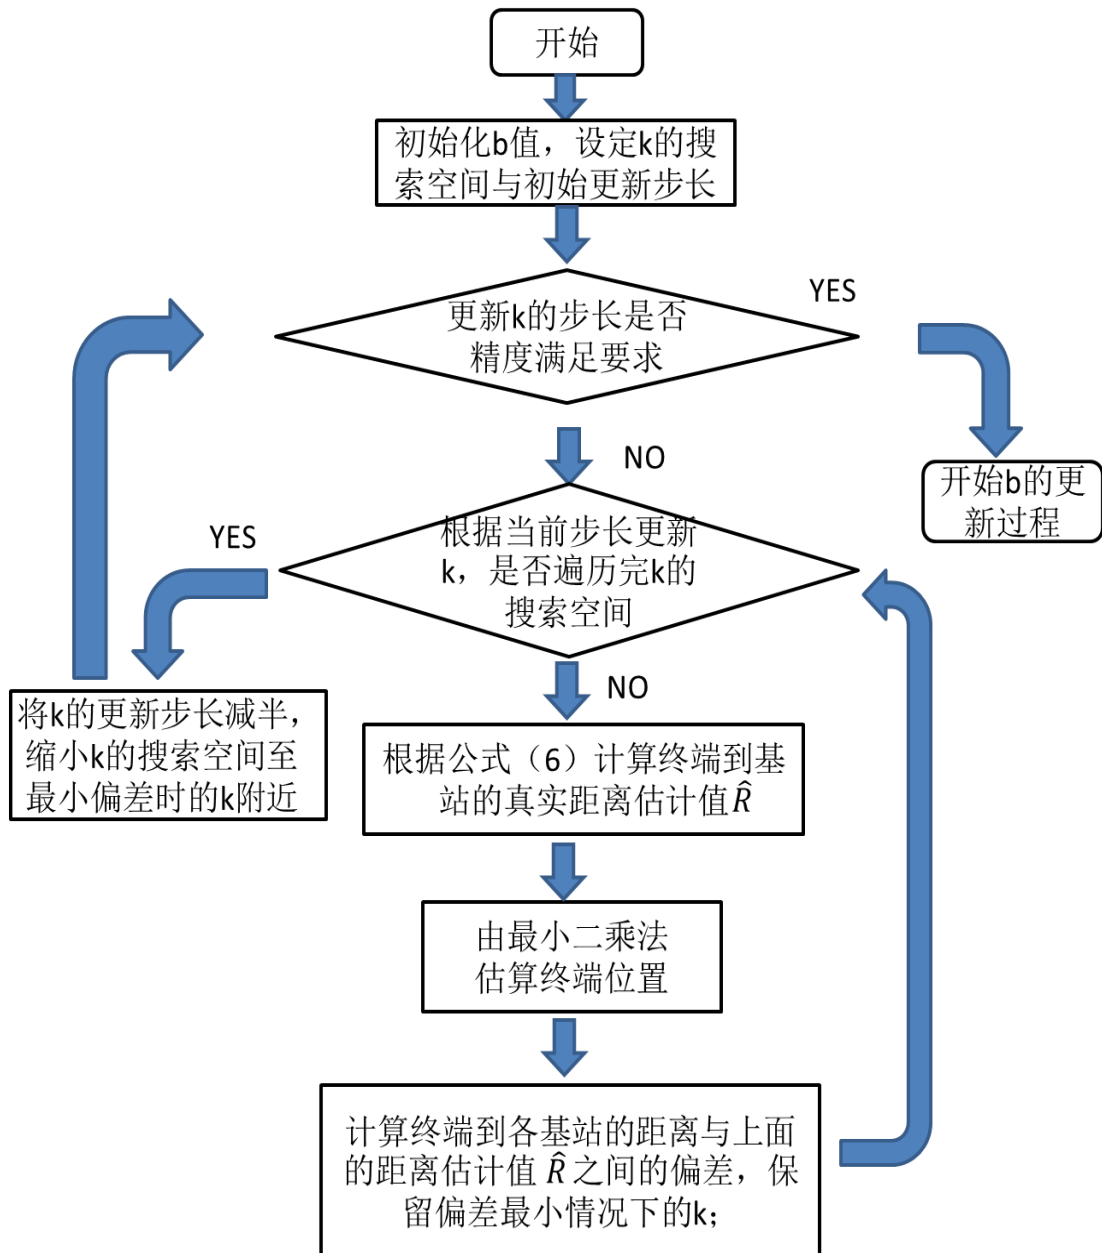 开始
初始化b值，设定k的搜
索空间与初始更新步长
更新k的步长是否
精度满足要求
YES
NO
开始b的更
新过程
根据当前步长更新
k，是否遍历完k的
搜索空间
YES
NO
将k的更新步长减半，
缩小k的搜索空间至
最小偏差时的k附近
根据公式（6）计算终端到基
站的真实距离估计值R̂
由最小二乘法
估算终端位置
计算终端到各基站的距离与上面
的距离估计值 R̂ 之间的偏差，保
留偏差最小情况下的k；